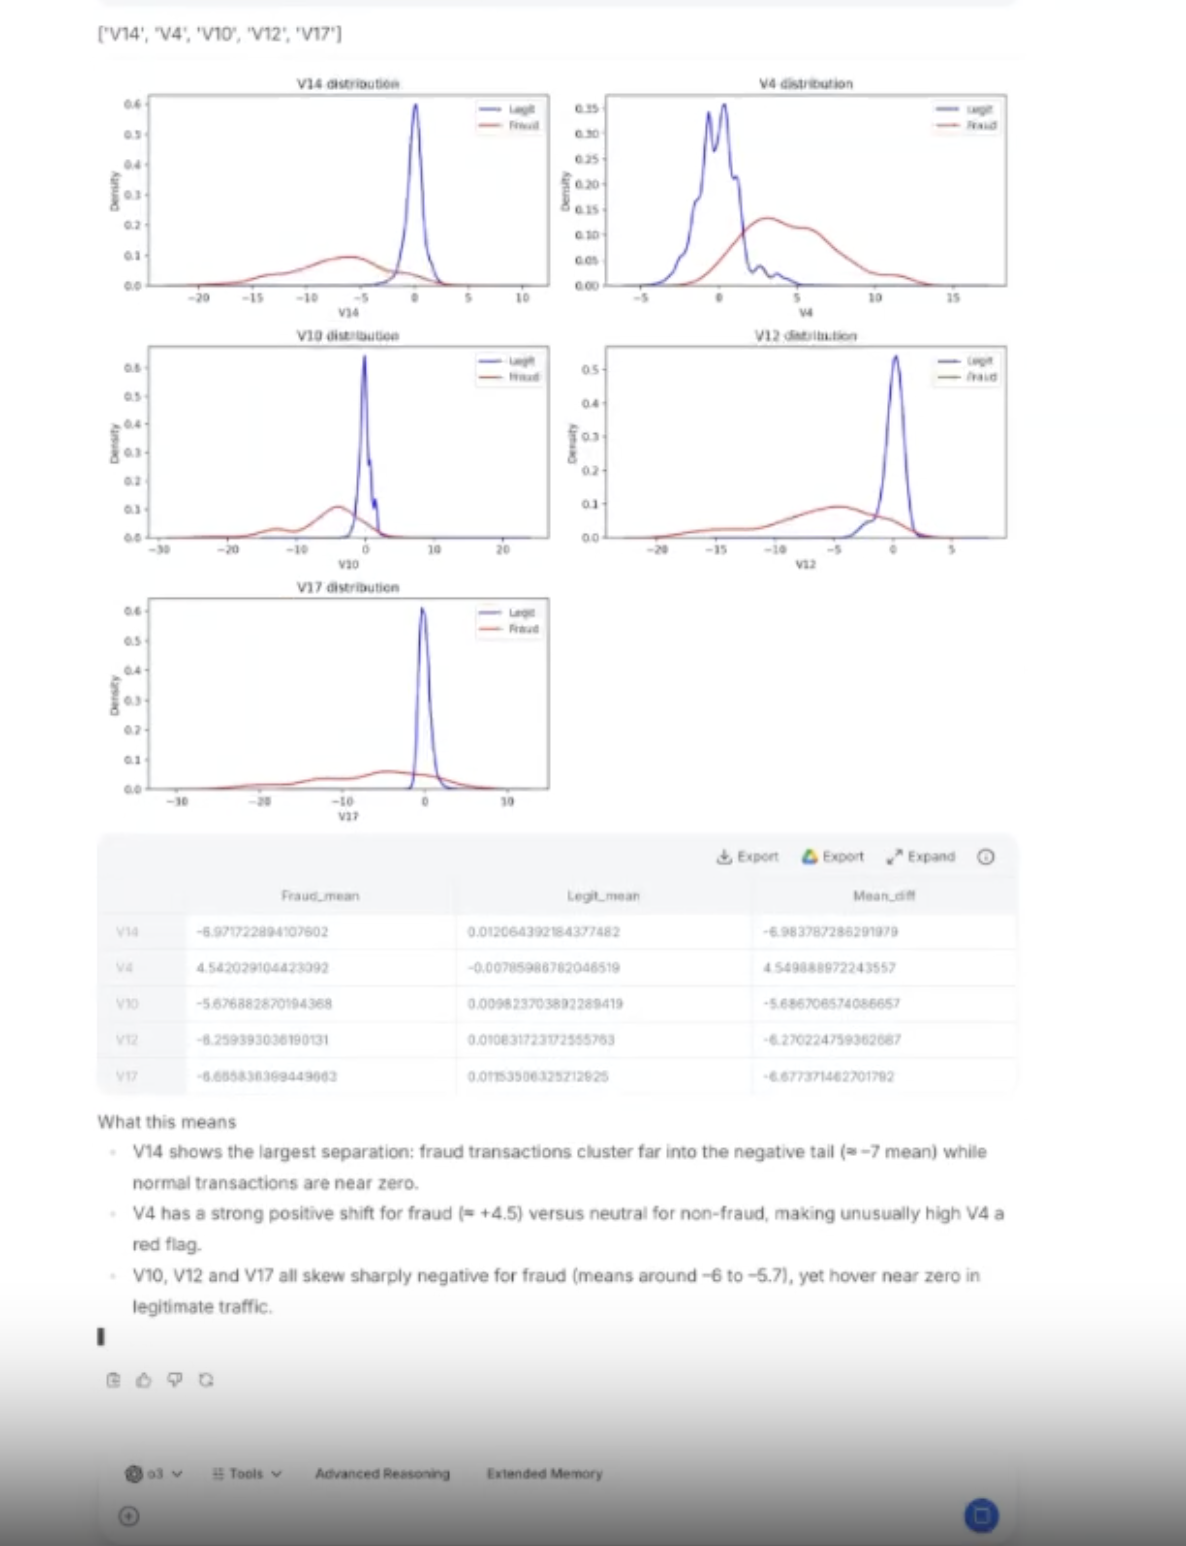 ['V14', 'V4', 'V10', 'V12', 'V17']
V14 distribution
V4 distribution
0.6
0.5
0.4
0.3
0.2
0.1
0.0
Density
Legit
Fraud
−20 −15 −10 −5 0 5 10
V14
0.35
0.30
0.25
0.20
0.15
0.10
0.05
0.00
Density
Legit
Fraud
−5 0 5 10 15
V4
V10 distribution
V12 distribution
0.6
0.5
0.4
0.3
0.2
0.1
0.0
Density
Legit
Fraud
−30 −20 −10 0 10 20
V10
0.5
0.4
0.3
0.2
0.1
0.0
Density
Legit
Fraud
−20 −15 −10 −5 0 5
V12
V17 distribution
0.6
0.5
0.4
0.3
0.2
0.1
0.0
Density
Legit
Fraud
−30 −20 −10 0 10
V17
Export Export Expand
Fraud_mean Legit_mean Mean_diff
V14 -6.971722894107602 0.012064392184377482 -6.983787286291979
V4 4.542029104423092 -0.00785986782046519 4.549888972243557
V10 -5.676882870194368 0.009823703892289419 -5.686706574086657
V12 -6.259393036190131 0.010831723172555763 -6.270224759362687
V17
What this means
V14 shows the largest separation: fraud transactions cluster far into the negative tail (≈ −7 mean) while
normal transactions are near zero.
V4 has a strong positive shift for fraud (≈ +4.5) versus neutral for non-fraud, making unusually high V4 a
red flag.
V10, V12 and V17 all skew sharply negative for fraud (means around −6 to −5.7), yet hover near zero in
legitimate traffic.
o3 Tools Advanced Reasoning Extended Memory